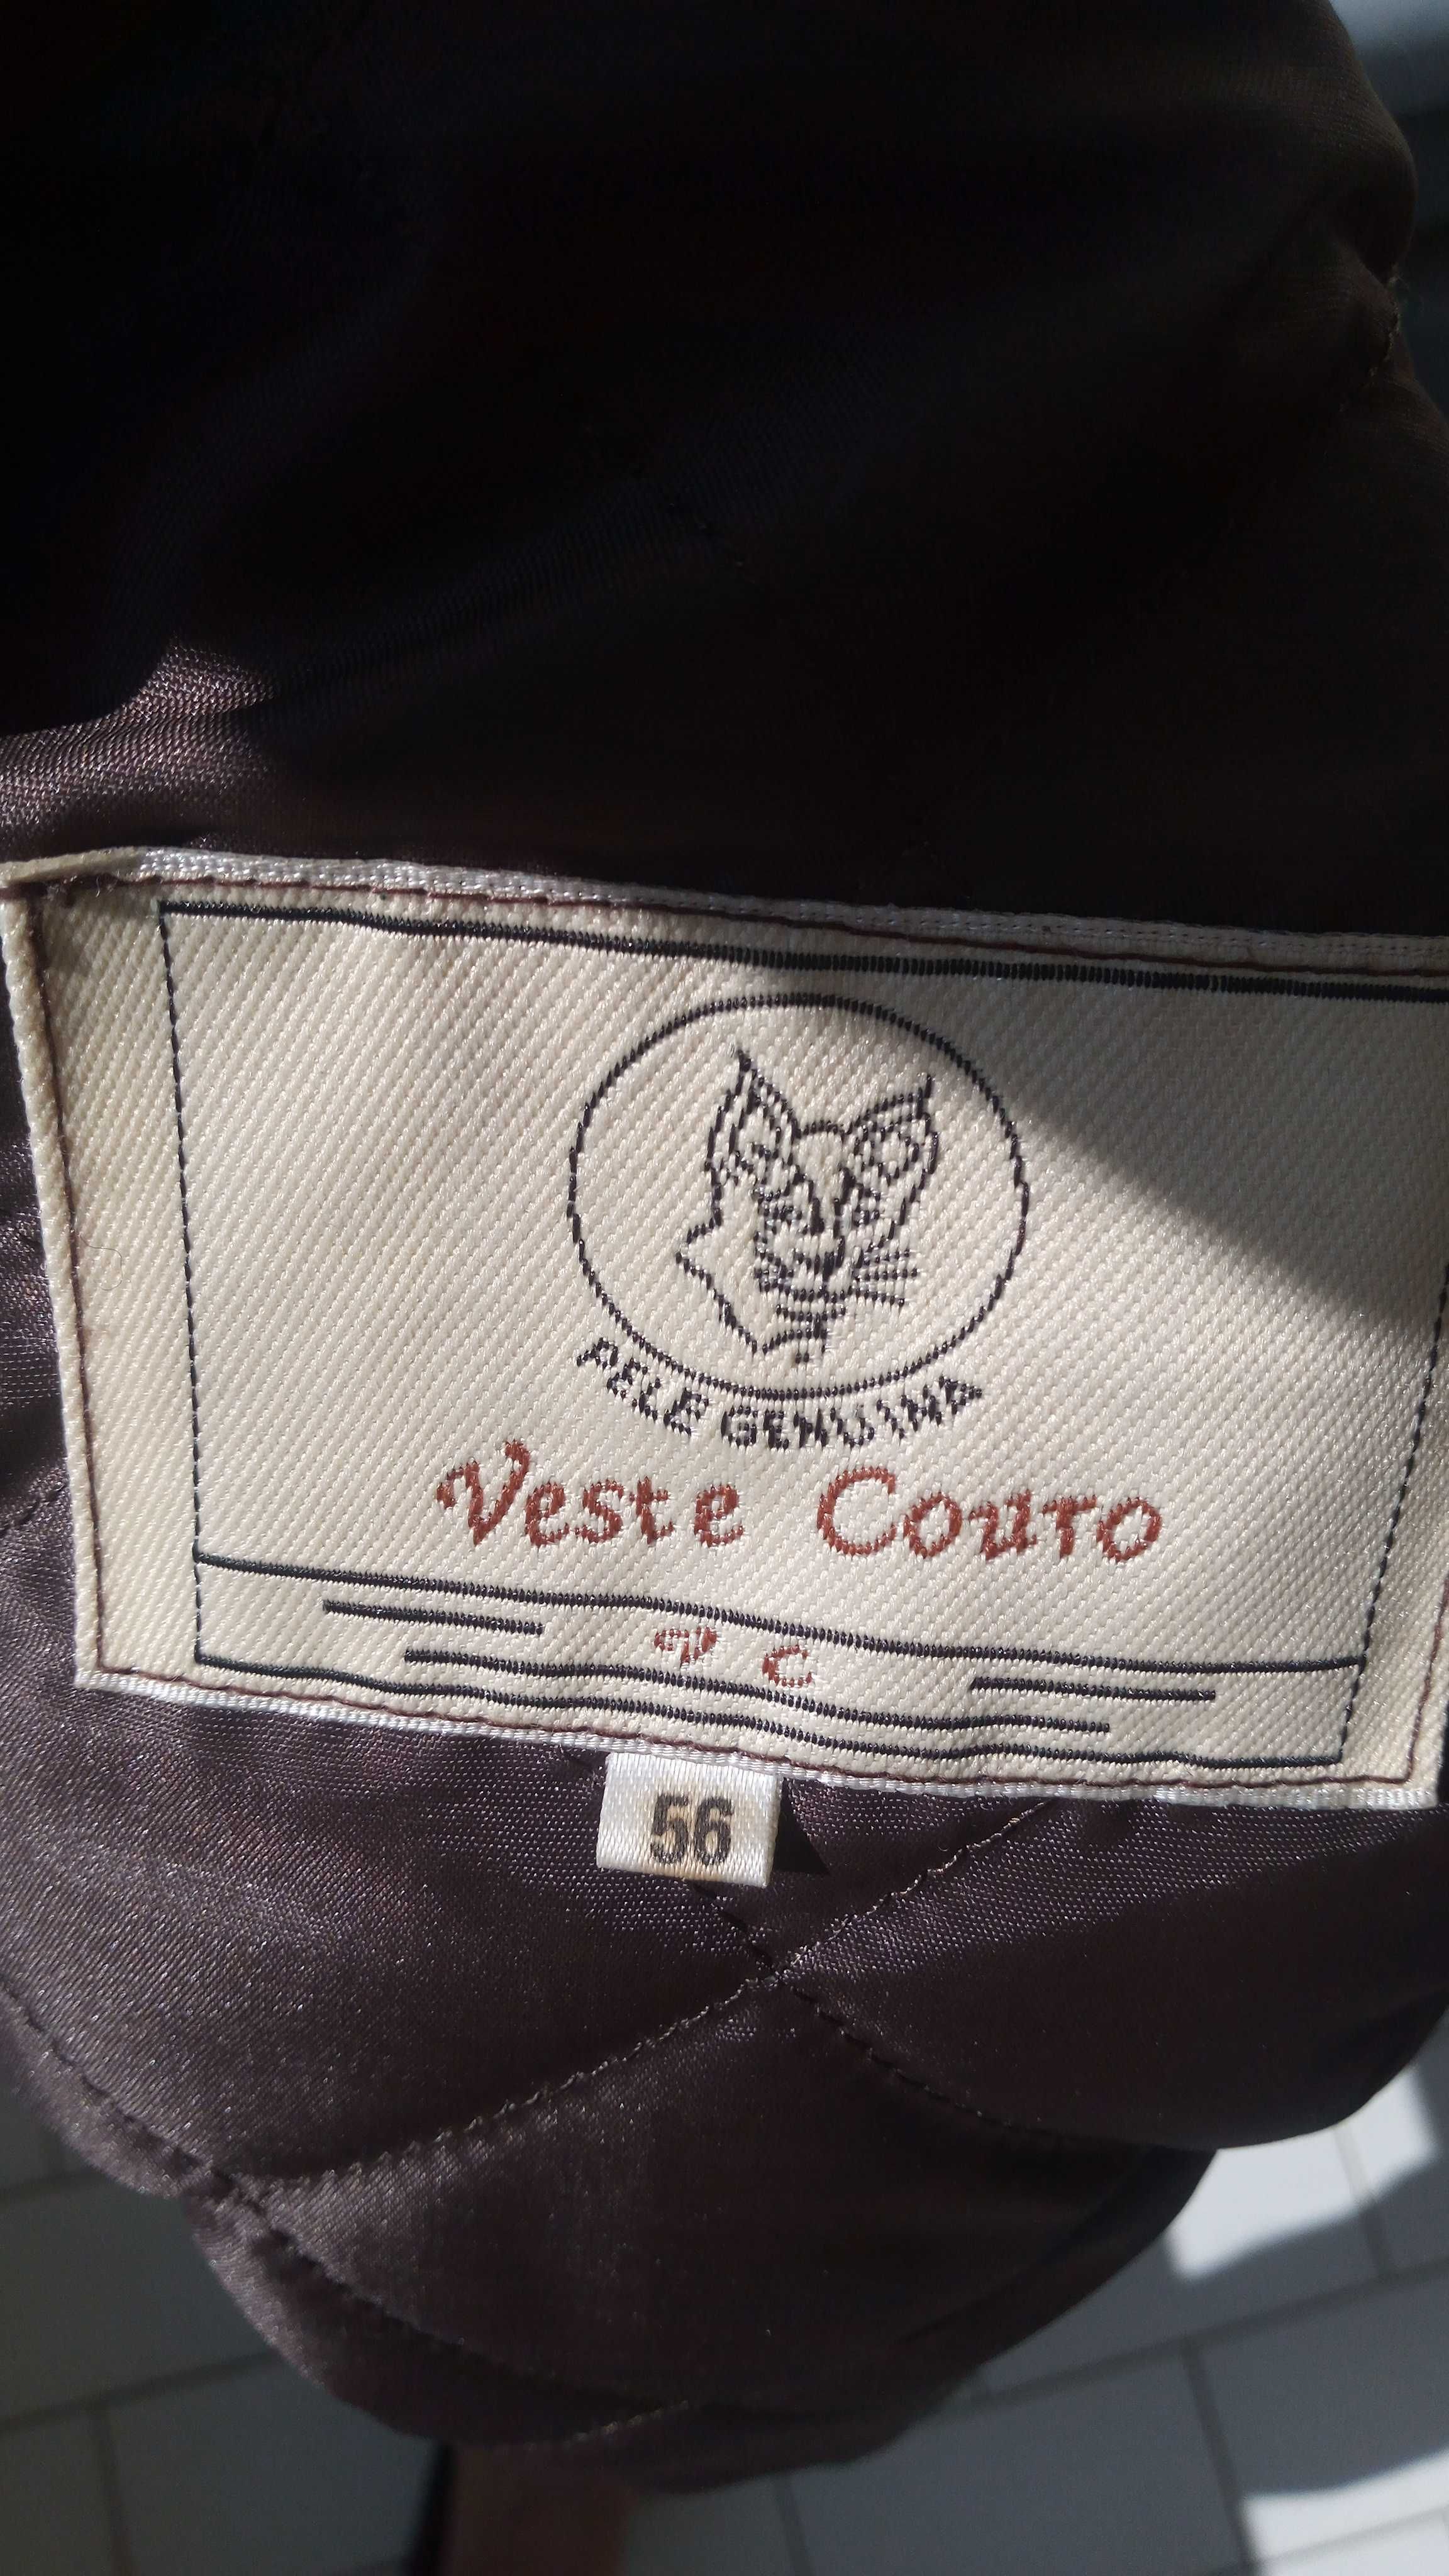 PELE GENUINA
Veste Couro
V C
56